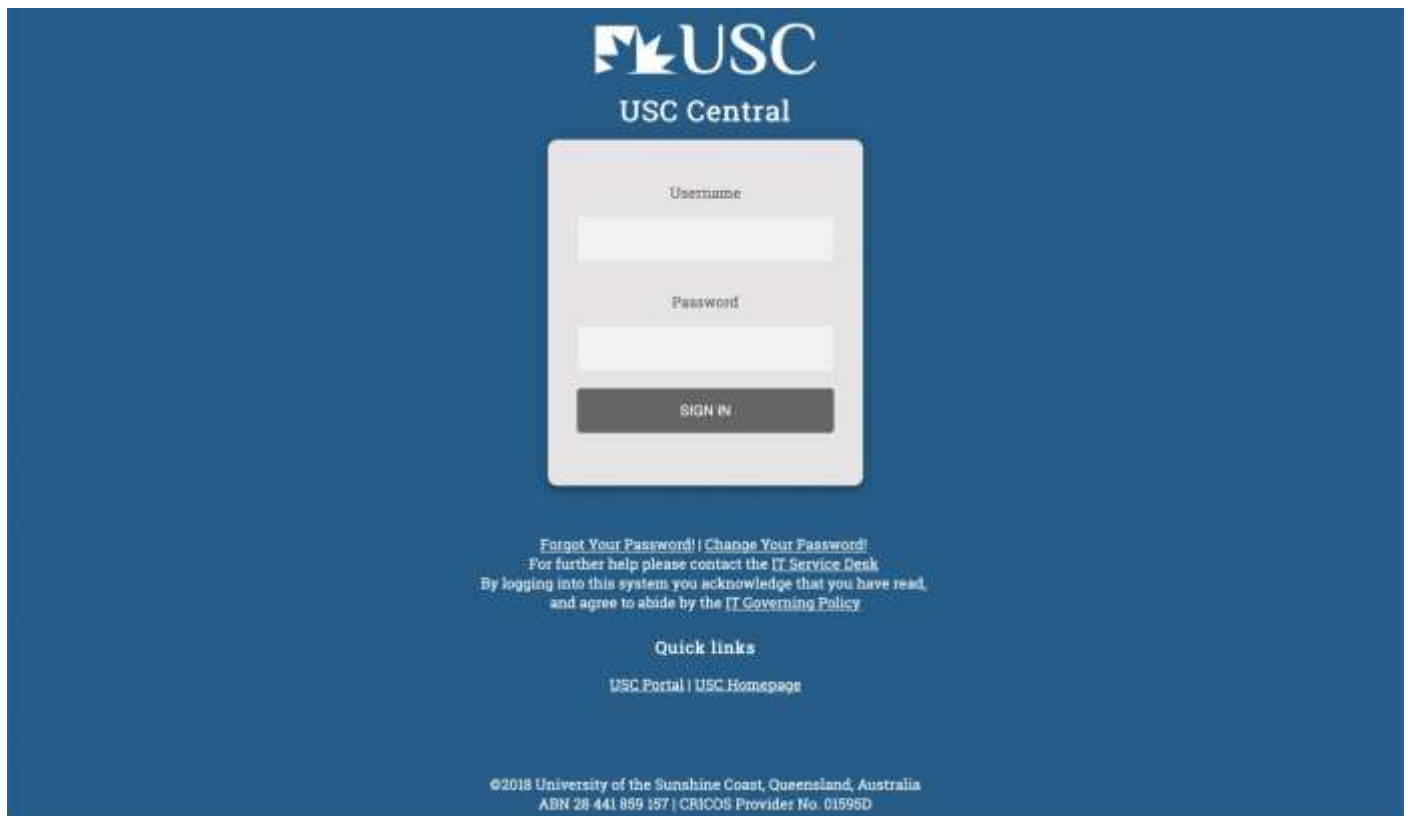 USC
USC Central
Username
Password
SIGN IN
Forgot Your Password! | Change Your Password!
For further help please contact the IT Service Desk
By logging into this system you acknowledge that you have read,
and agree to abide by the IT Governing Policy
Quick links
USC Portal | USC Homepage
©2018 University of the Sunshine Coast, Queensland, Australia
ABN 28 441 859 157 | CRICOS Provider No. 01595D